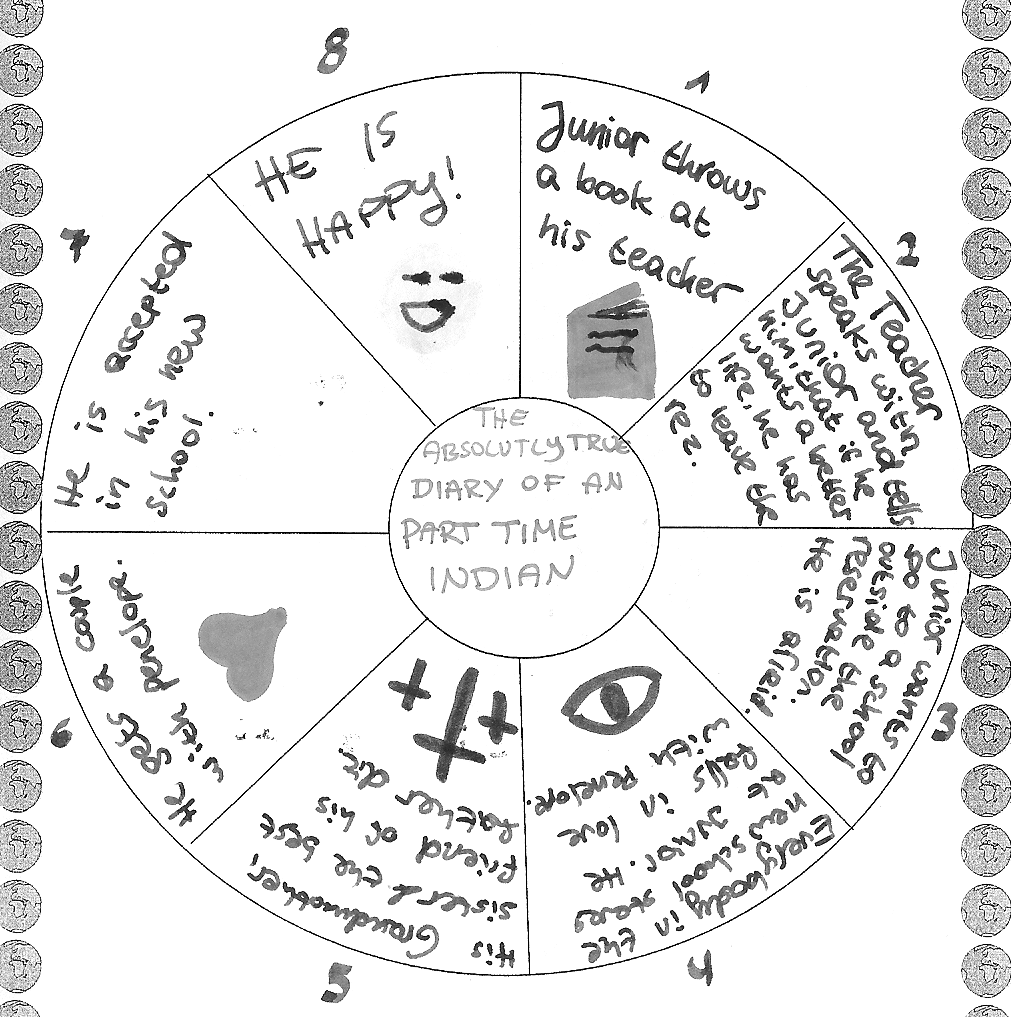 THE
ABSOLUTLY TRUE
DIARY OF AN
PART TIME
INDIAN
1
Junior throws
a book at
his teacher
2
The Teacher
speaks with
Junior and tells
him that if he
wants a better
life, he has
to leave the
rez.
3
Junior wants to
go to a school
outside the
reservation.
He is afreid.
4
Everybody in the
new school stares
at Junior. He
falls in love
with Penelope.
5
His Grandmother,
sister & the best
friend of his
father die.
6
He gets a couple
with penelope.
7
He is accepted
in his new
school.
8
HE IS
HAPPY!